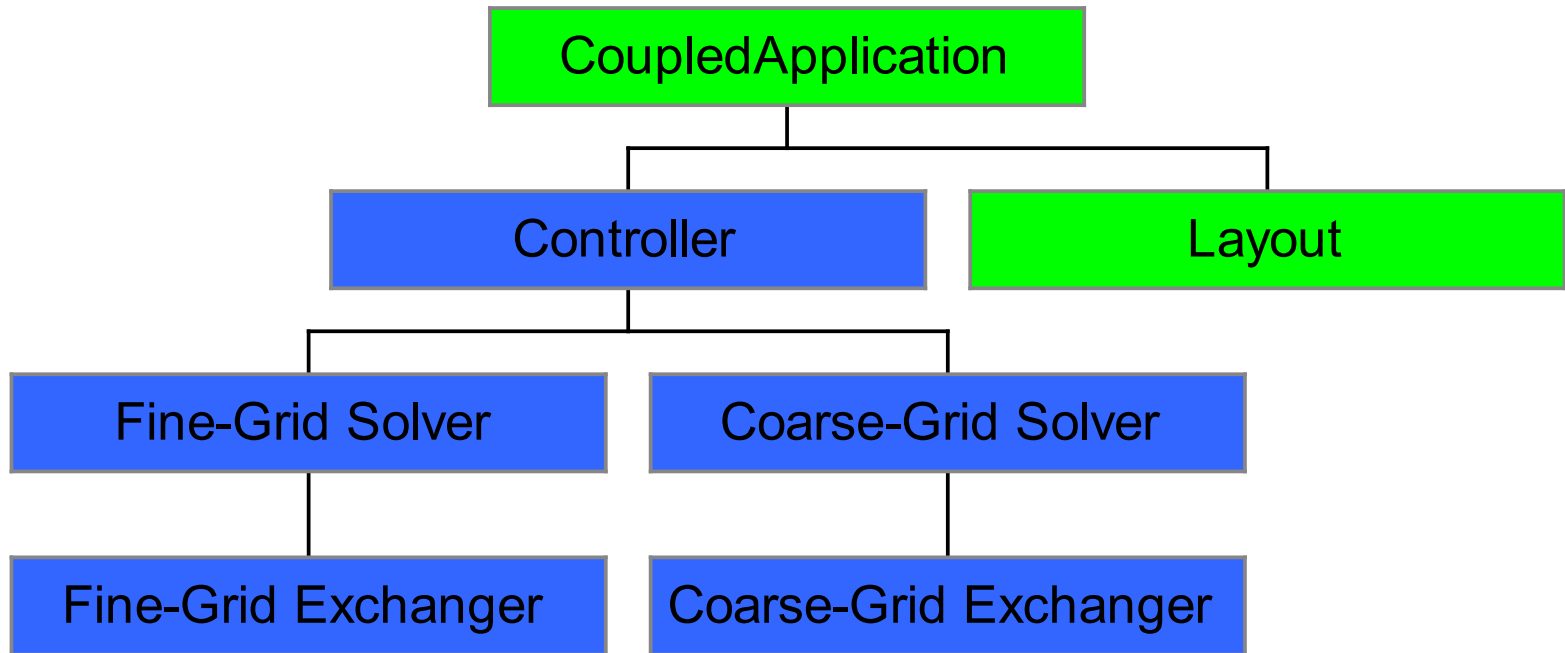 CoupledApplication
Controller
Layout
Fine-Grid Solver
Coarse-Grid Solver
Fine-Grid Exchanger
Coarse-Grid Exchanger